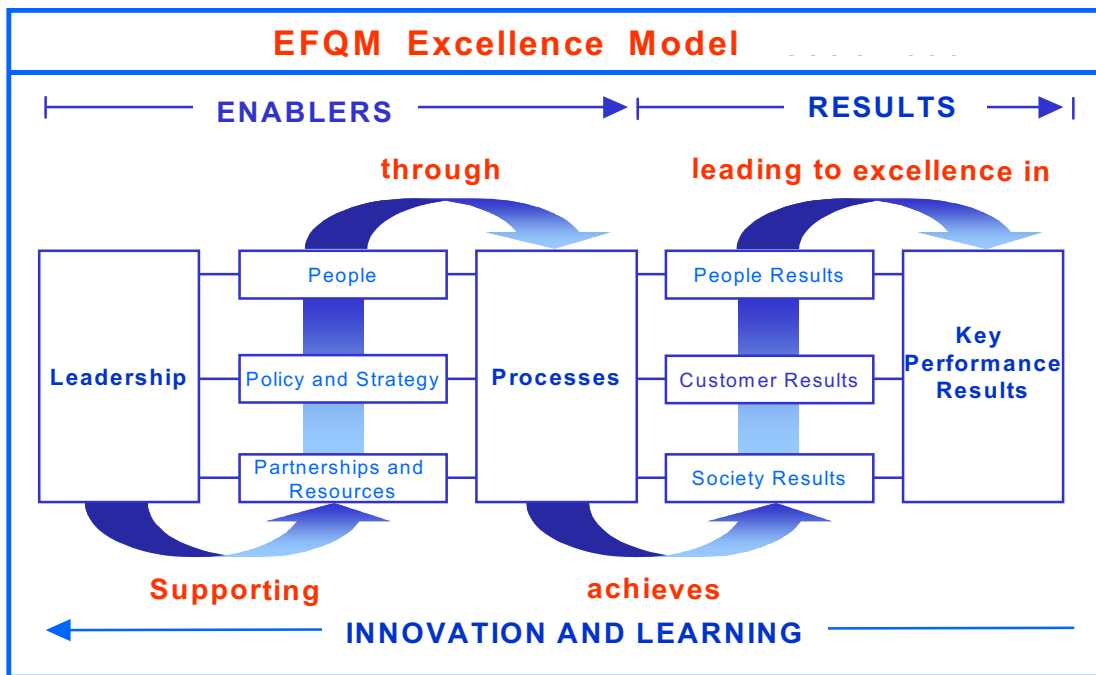 EFQM Excellence Model
ENABLERS
RESULTS
through
leading to excellence in
Leadership
People
Policy and Strategy
Partnerships and
Resources
Processes
People Results
Customer Results
Society Results
Key
Performance
Results
Supporting
achieves
INNOVATION AND LEARNING